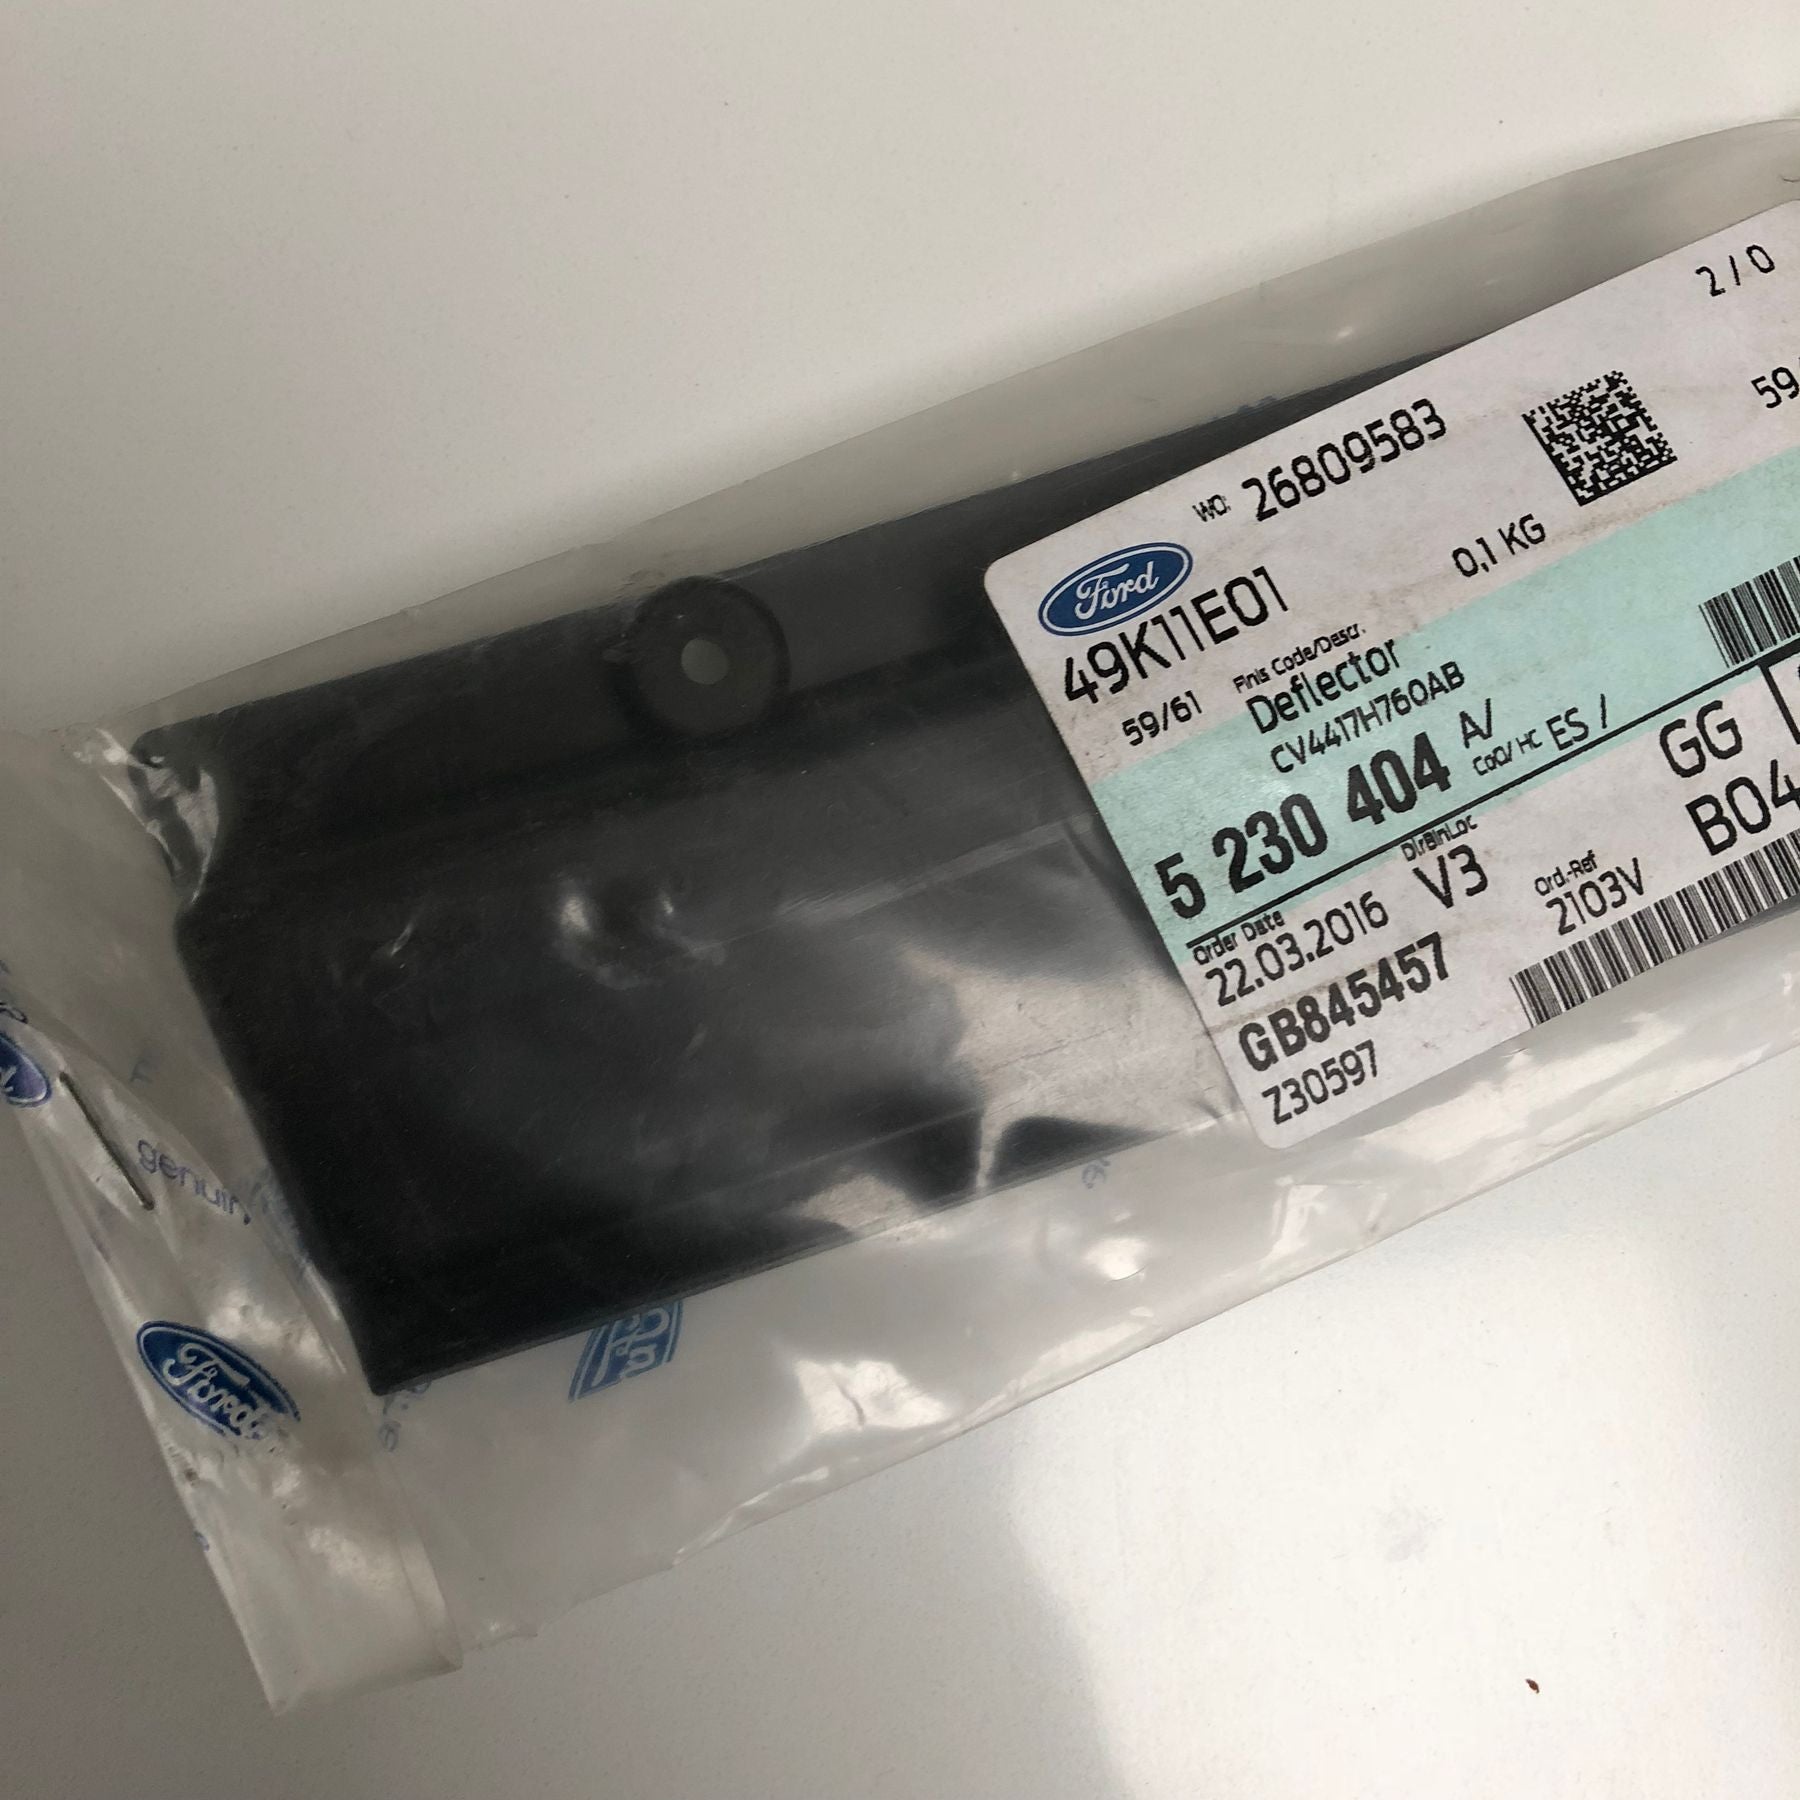 2 / 0
WO: 26809583
59/
Ford
49K11E01
0,1 KG
59/61
Finis Code/Descr.
Deflector
CV4417H760AB
5 230 404
A/
CoO/ HC ES /
GG
Order Date
22.03.2016
DlrBinLoc
V3
Ord.-Ref
2103V
B04
GB845457
Z30597
genuin
Ford